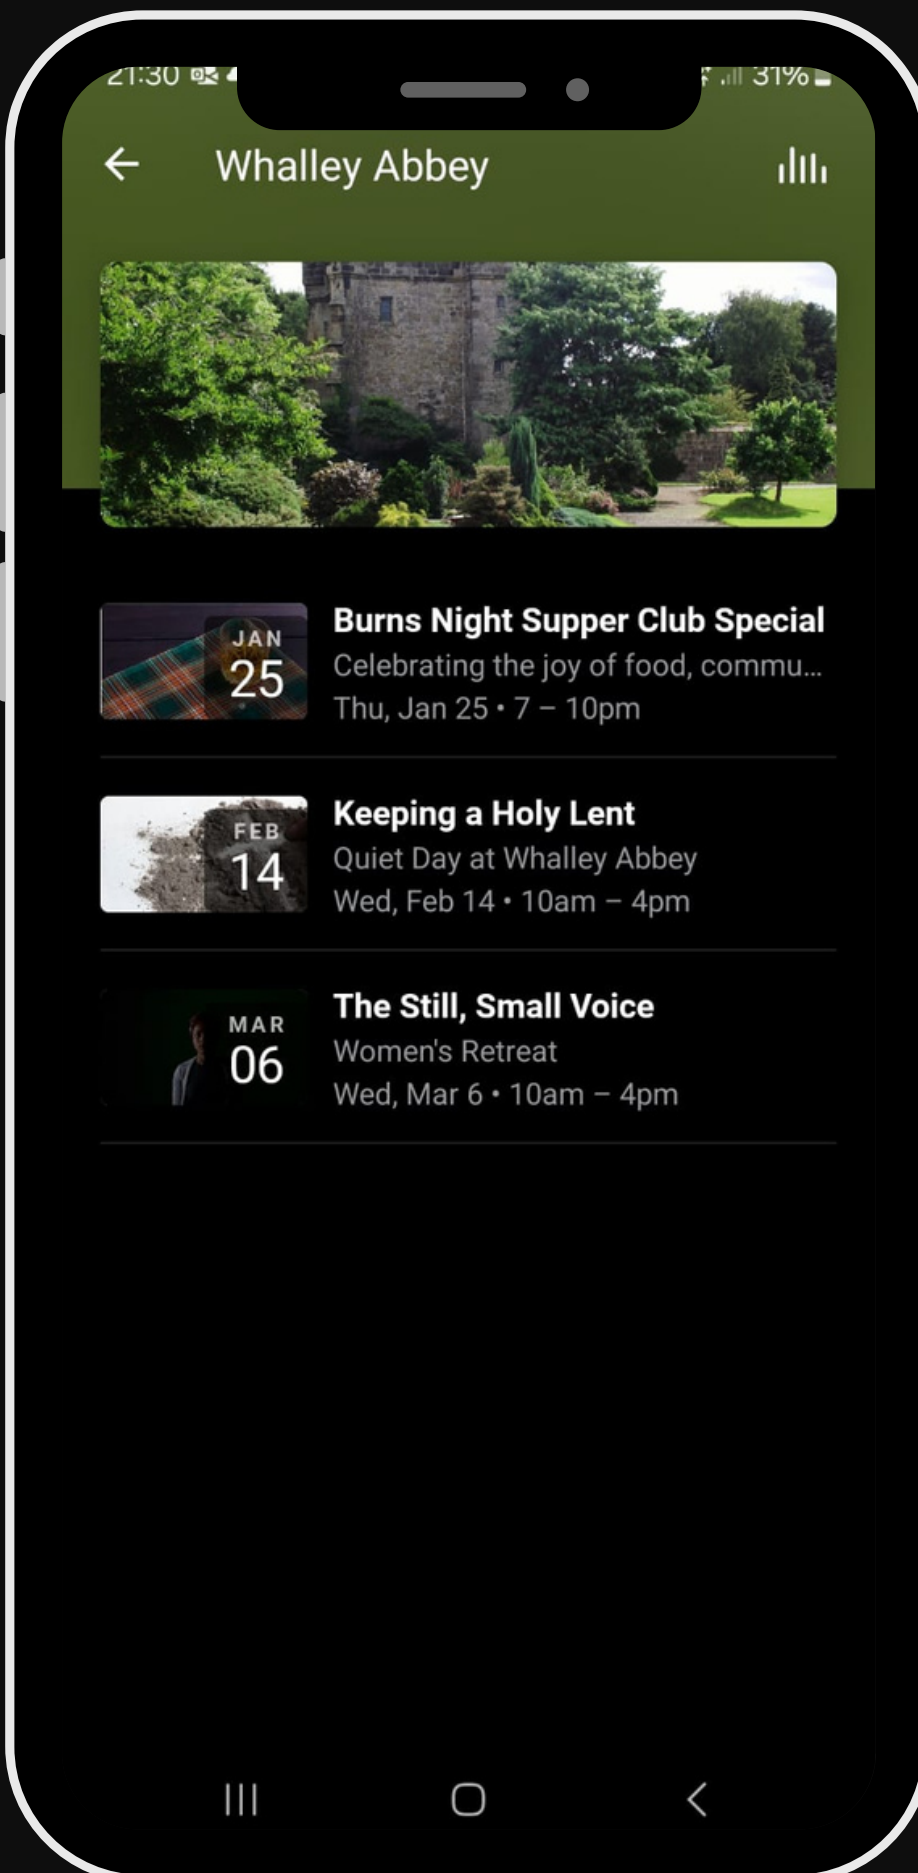 21:30
31%
Whalley Abbey
JAN
25
Burns Night Supper Club Special
Celebrating the joy of food, commu...
Thu, Jan 25 • 7 – 10pm
FEB
14
Keeping a Holy Lent
Quiet Day at Whalley Abbey
Wed, Feb 14 • 10am – 4pm
MAR
06
The Still, Small Voice
Women's Retreat
Wed, Mar 6 • 10am – 4pm